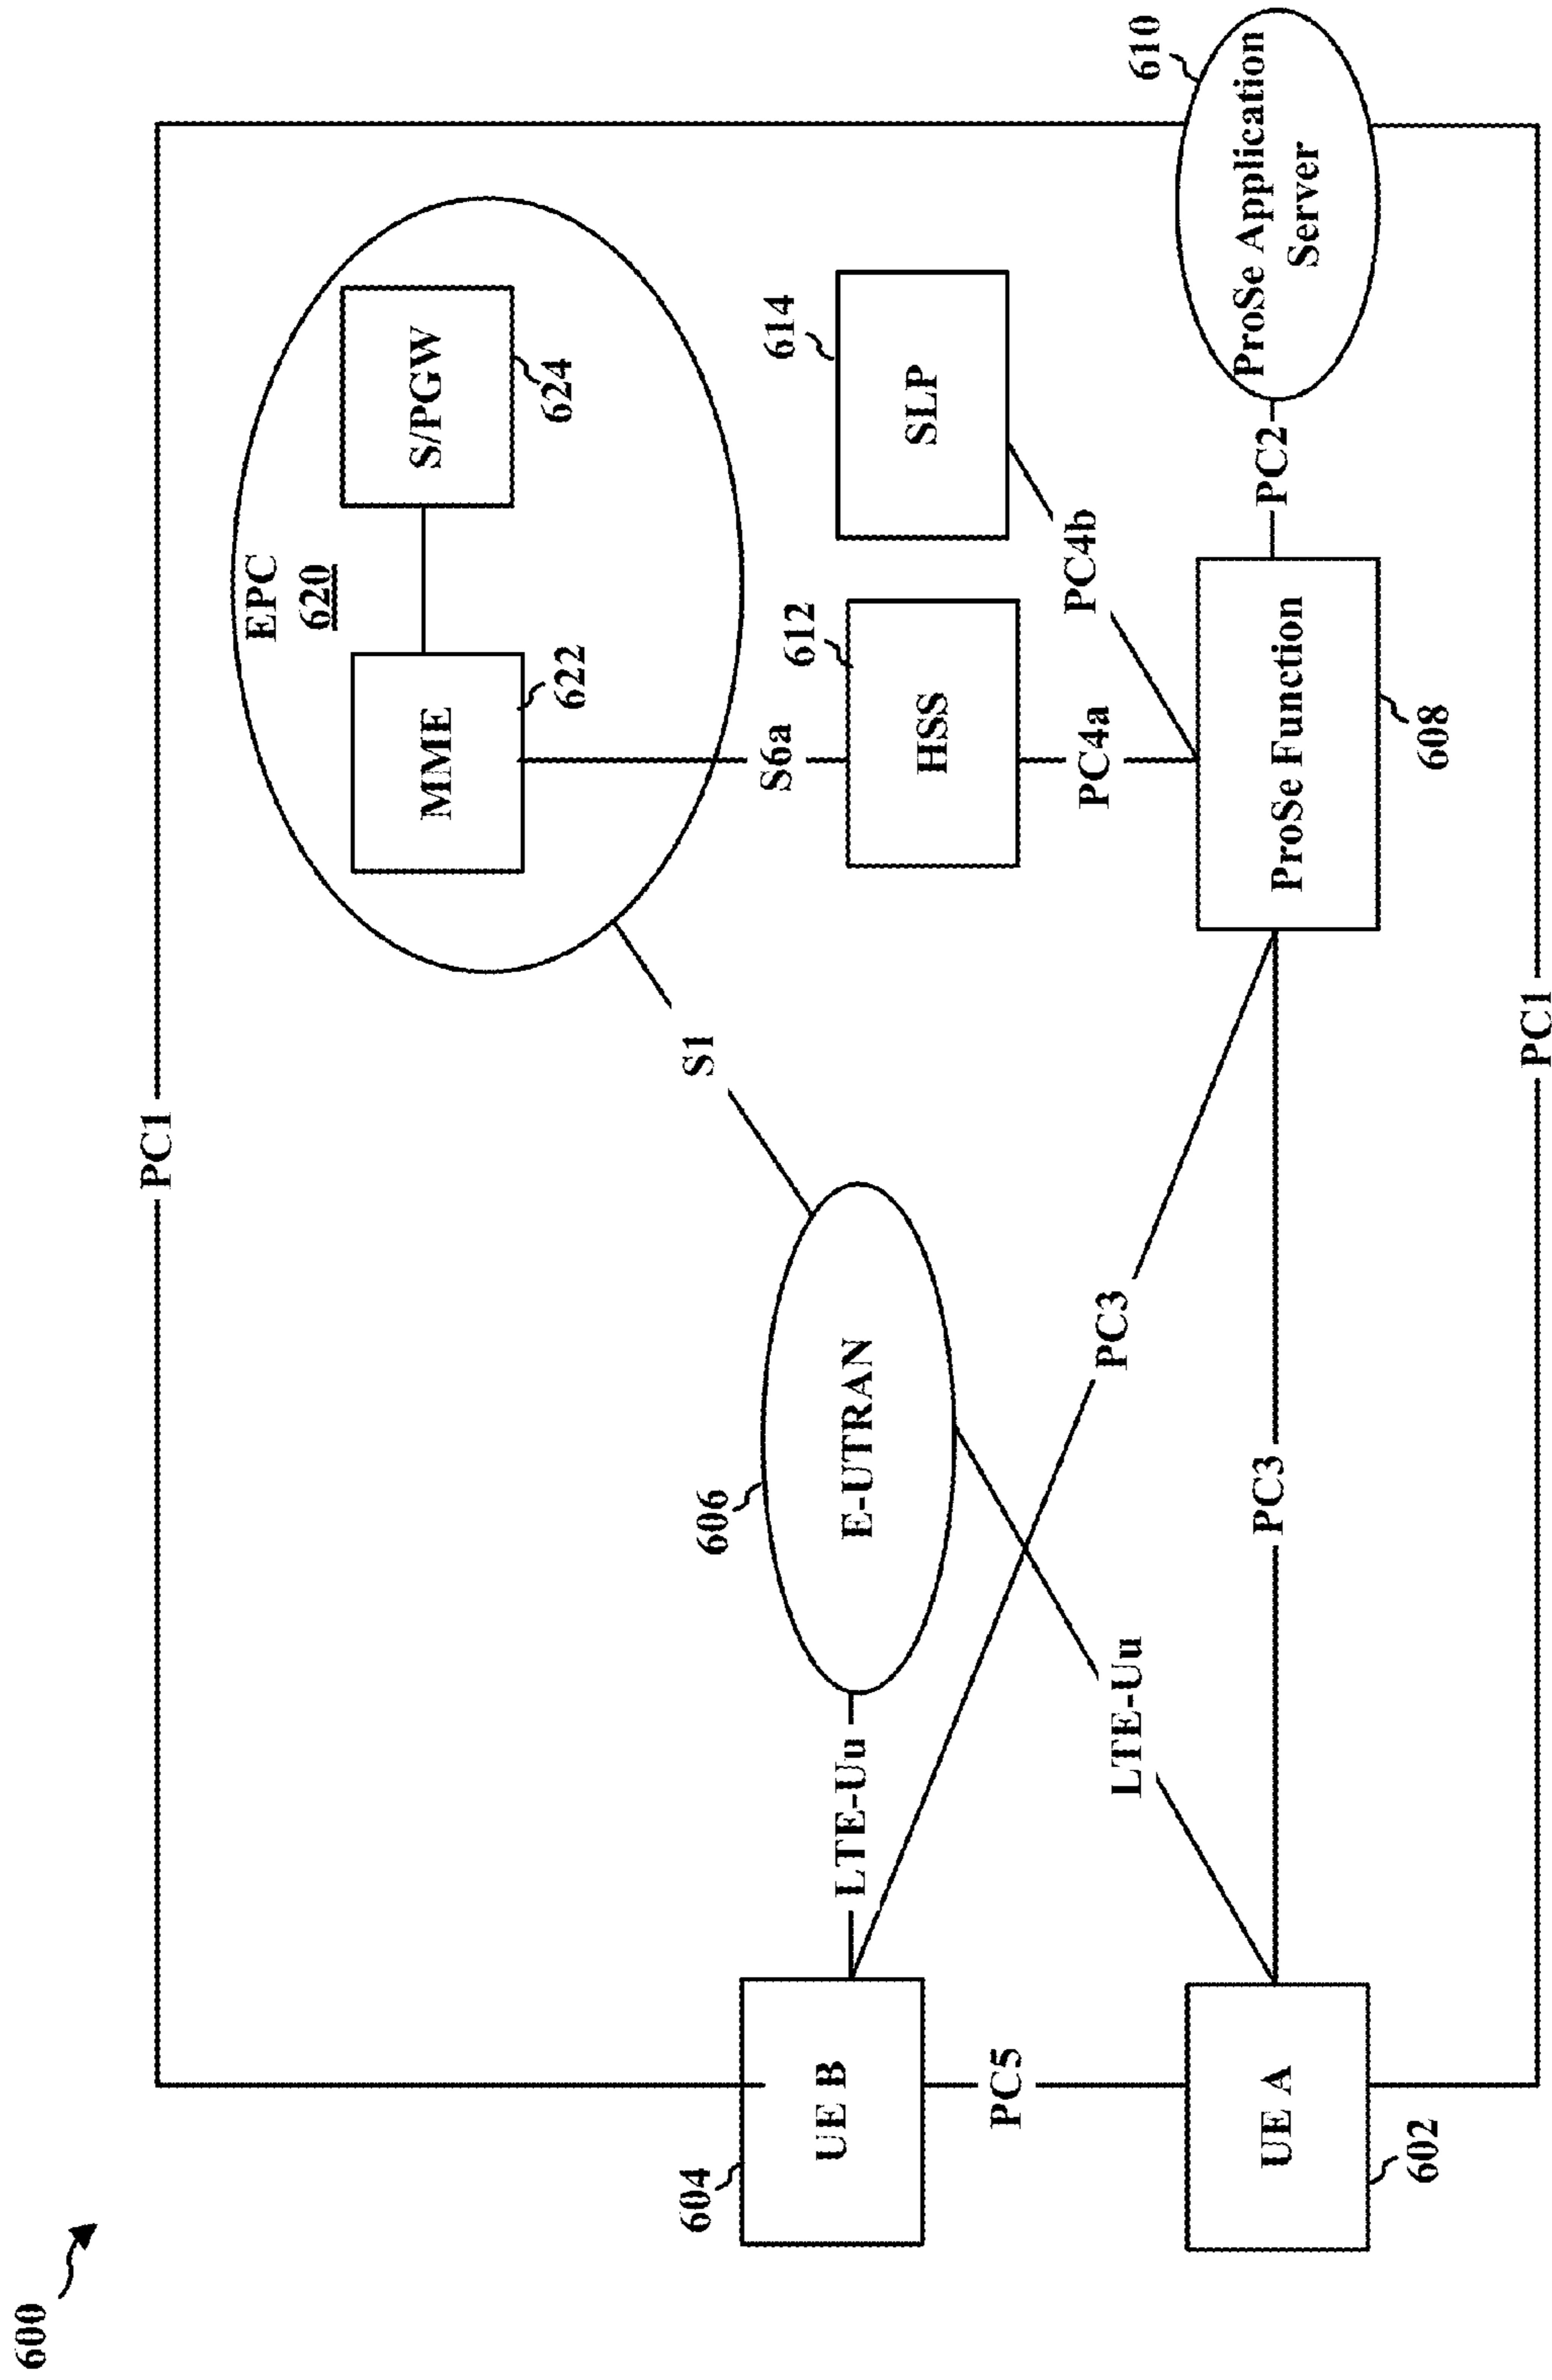 600
PC1
EPC
620
MME
622
S/PGW
624
S1
S6a
606
E-UTRAN
612
HSS
614
SLP
604
UE B
LTE-Uu
PC3
PC4a
PC4b
PC5
LTE-Uu
610
ProSe Application
Server
UE A
602
PC3
ProSe Function
608
PC2
PC1